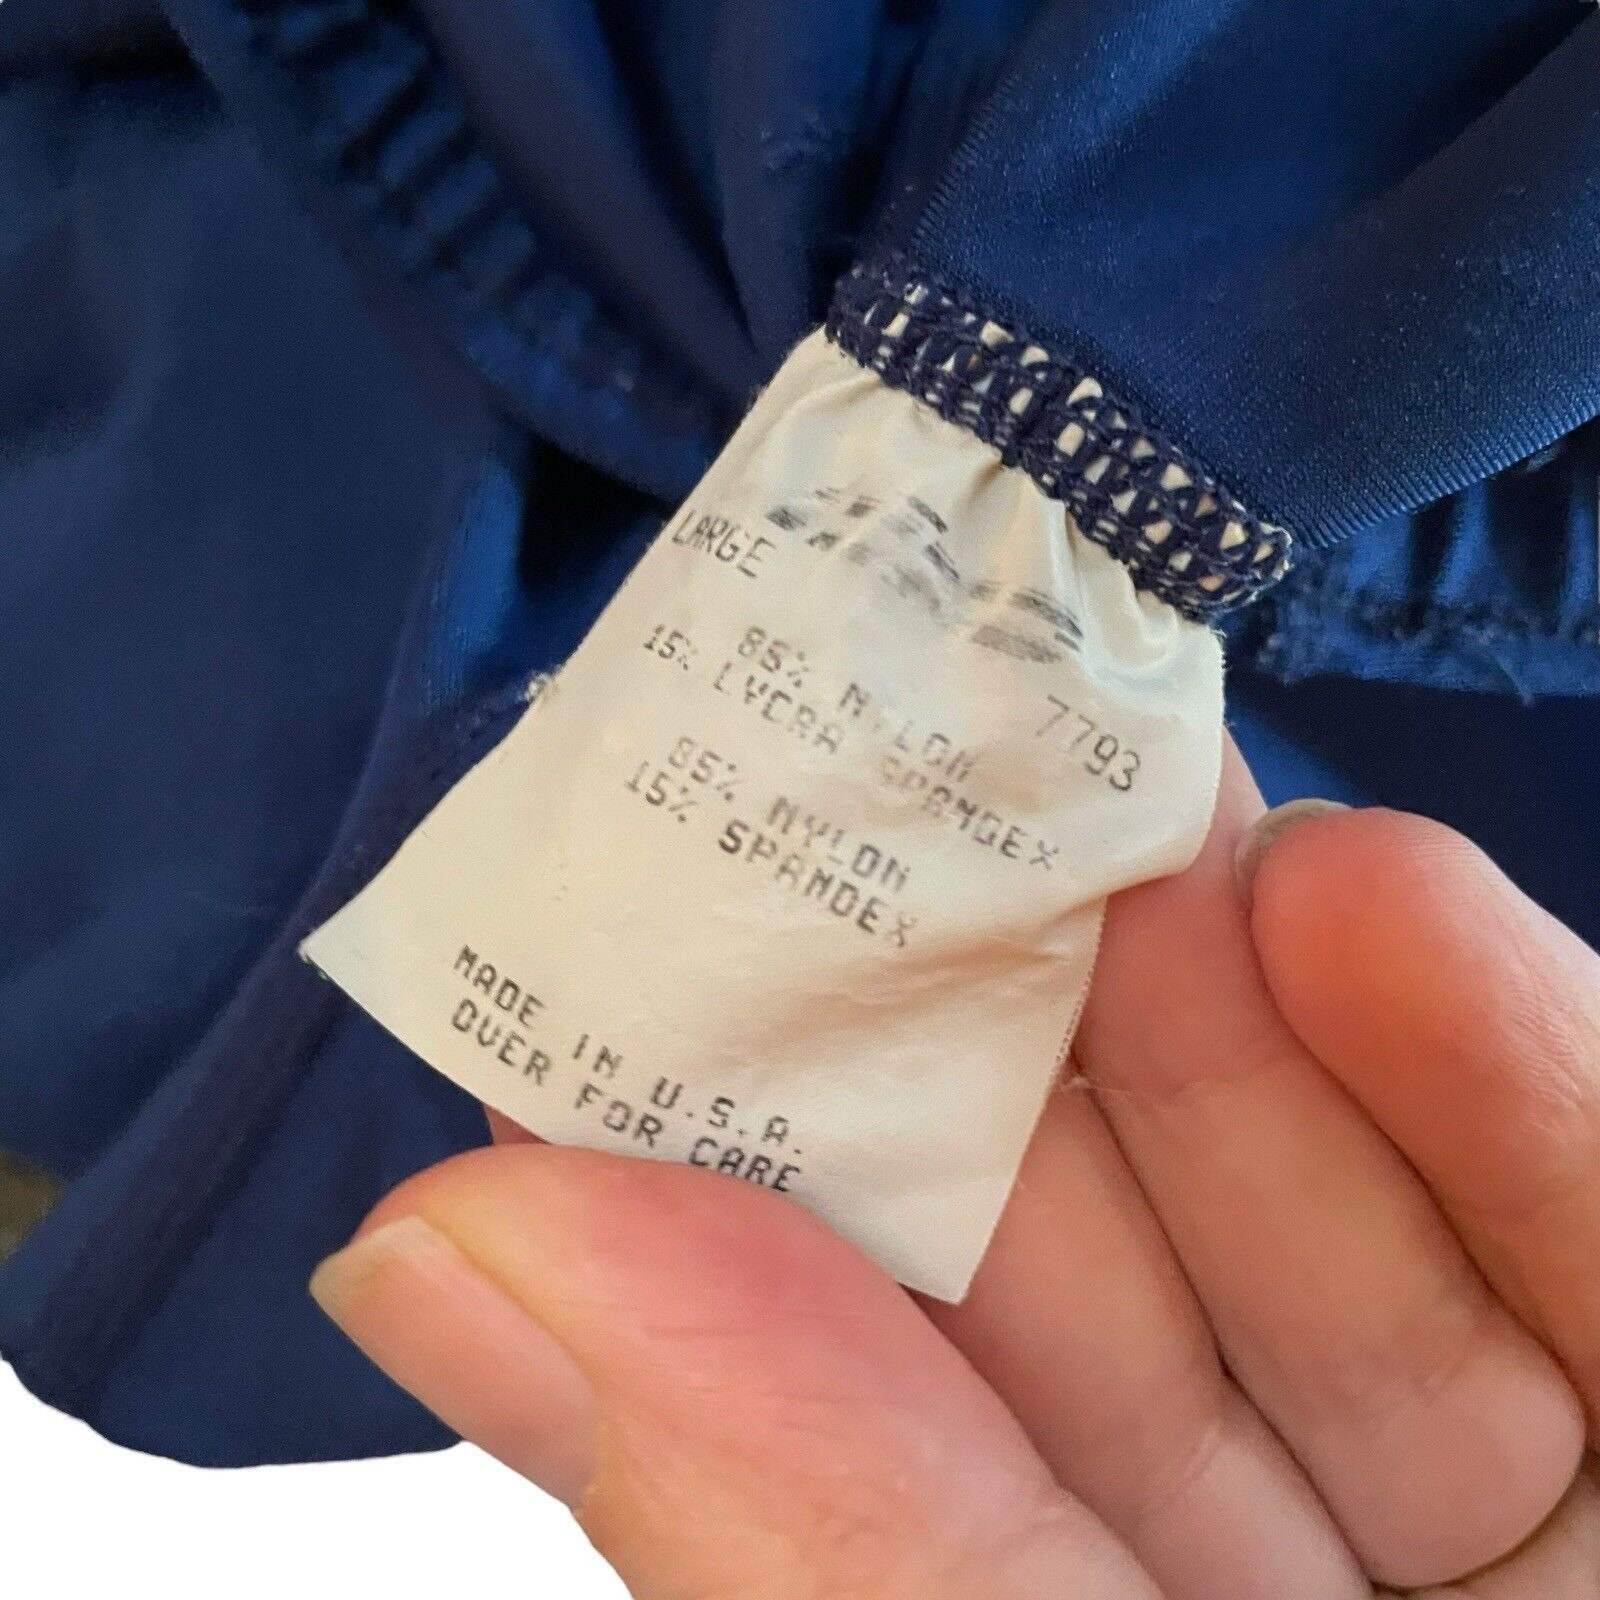 LARGE
7793
85% NYLON
15% LYCRA SPANDEX
85% NYLON
15% SPANDEX
MADE IN U.S.A.
OVER FOR CARE